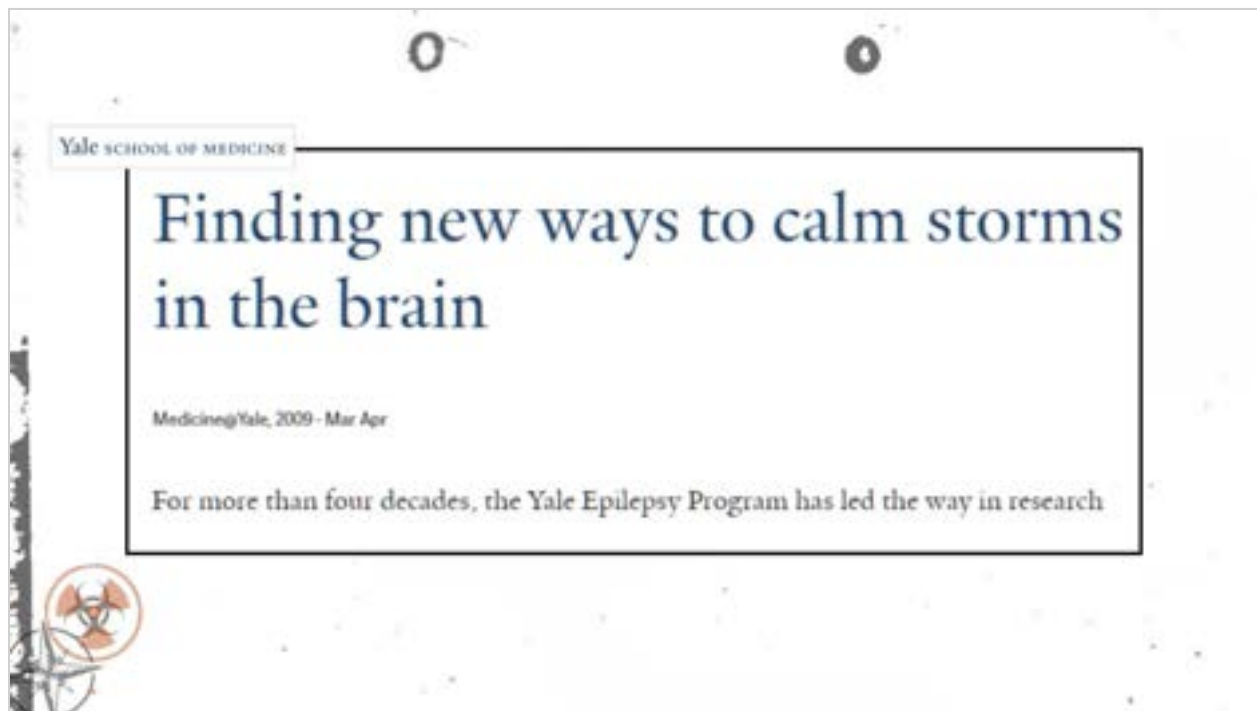 Yale SCHOOL OF MEDICINE
Finding new ways to calm storms
in the brain
Medicine@Yale, 2009 - Mar Apr
For more than four decades, the Yale Epilepsy Program has led the way in research